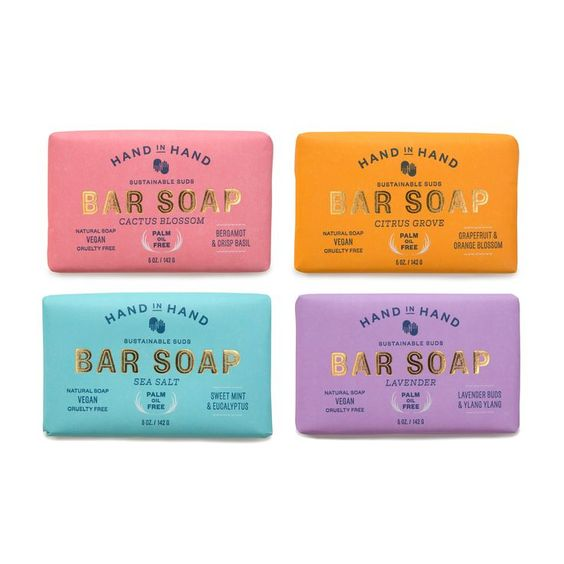 HAND IN HAND
SUSTAINABLE SUDS
BAR SOAP
CACTUS BLOSSOM
NATURAL SOAP
VEGAN
CRUELTY FREE
PALM
OIL
FREE
BERGAMOT
& CRISP BASIL
5 OZ. / 142 G
HAND IN HAND
SUSTAINABLE SUDS
BAR SOAP
CITRUS GROVE
NATURAL SOAP
VEGAN
CRUELTY FREE
PALM
OIL
FREE
GRAPEFRUIT &
ORANGE BLOSSOM
5 OZ. / 142 G
HAND IN HAND
SUSTAINABLE SUDS
BAR SOAP
SEA SALT
NATURAL SOAP
VEGAN
CRUELTY FREE
PALM
OIL
FREE
SWEET MINT
& EUCALYPTUS
5 OZ. / 142 G
HAND IN HAND
SUSTAINABLE SUDS
BAR SOAP
LAVENDER
NATURAL SOAP
VEGAN
CRUELTY FREE
PALM
OIL
FREE
LAVENDER BUDS
& YLANG YLANG
5 OZ. / 142 G